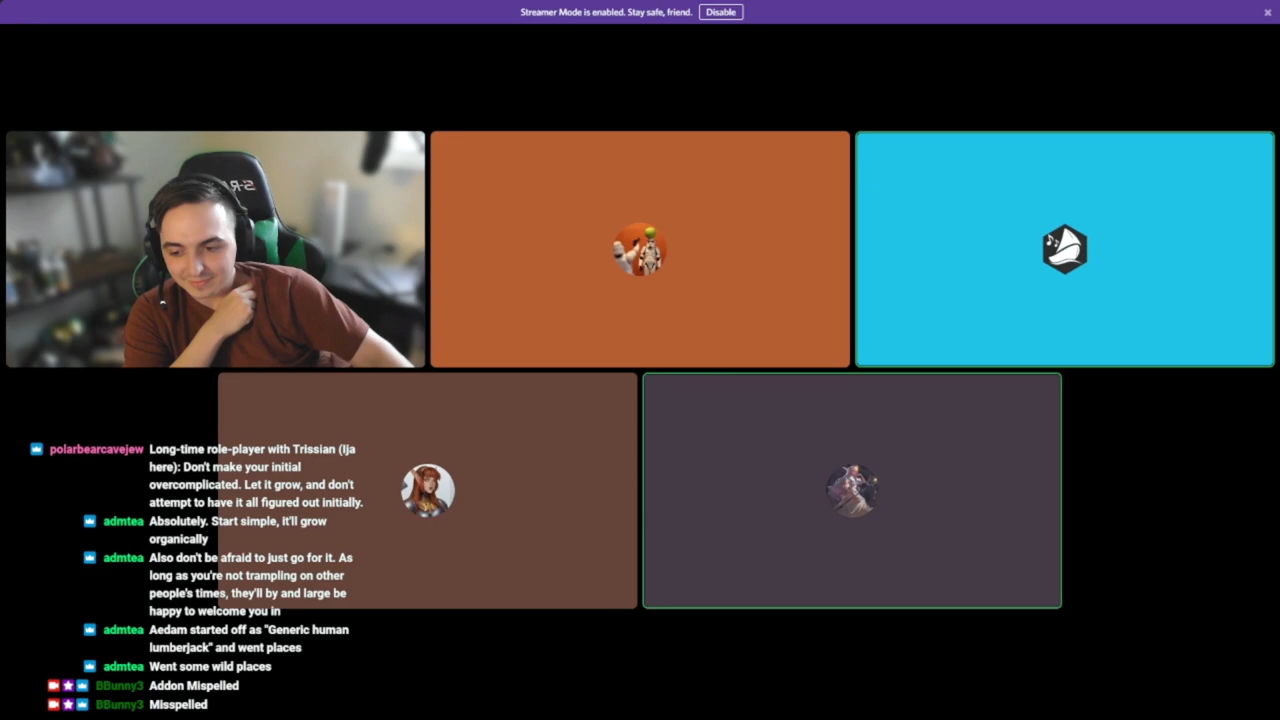 Streamer Mode is enabled. Stay safe, friend. Disable
polarbearcavejew Long-time role-player with Trissian (Ija
here): Don't make your initial
overcomplicated. Let it grow, and don't
attempt to have it all figured out initially.
admtea Absolutely. Start simple, it'll grow
organically
admtea Also don't be afraid to just go for it. As
long as you're not trampling on other
people's times, they'll by and large be
happy to welcome you in
admtea Aedam started off as "Generic human
lumberjack" and went places
admtea Went some wild places
BBunny3 Addon Mispelled
BBunny3 Misspelled